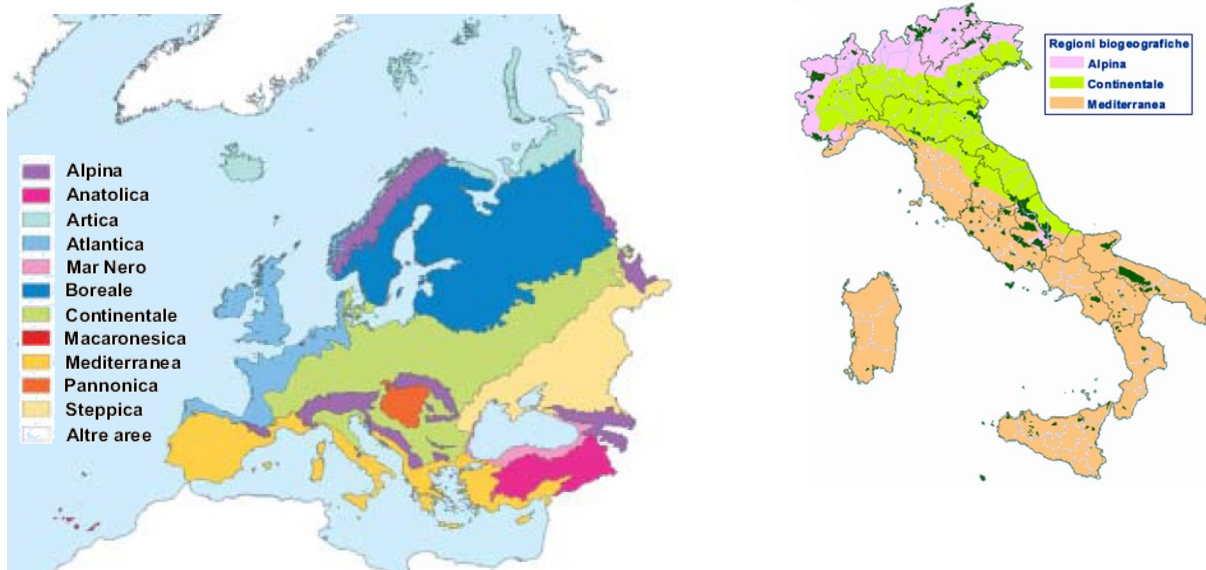 Alpina
Anatolica
Artica
Atlantica
Mar Nero
Boreale
Continentale
Macaronesica
Mediterranea
Pannonica
Steppica
Altre aree
Regioni biogeografiche
Alpina
Continentale
Mediterranea